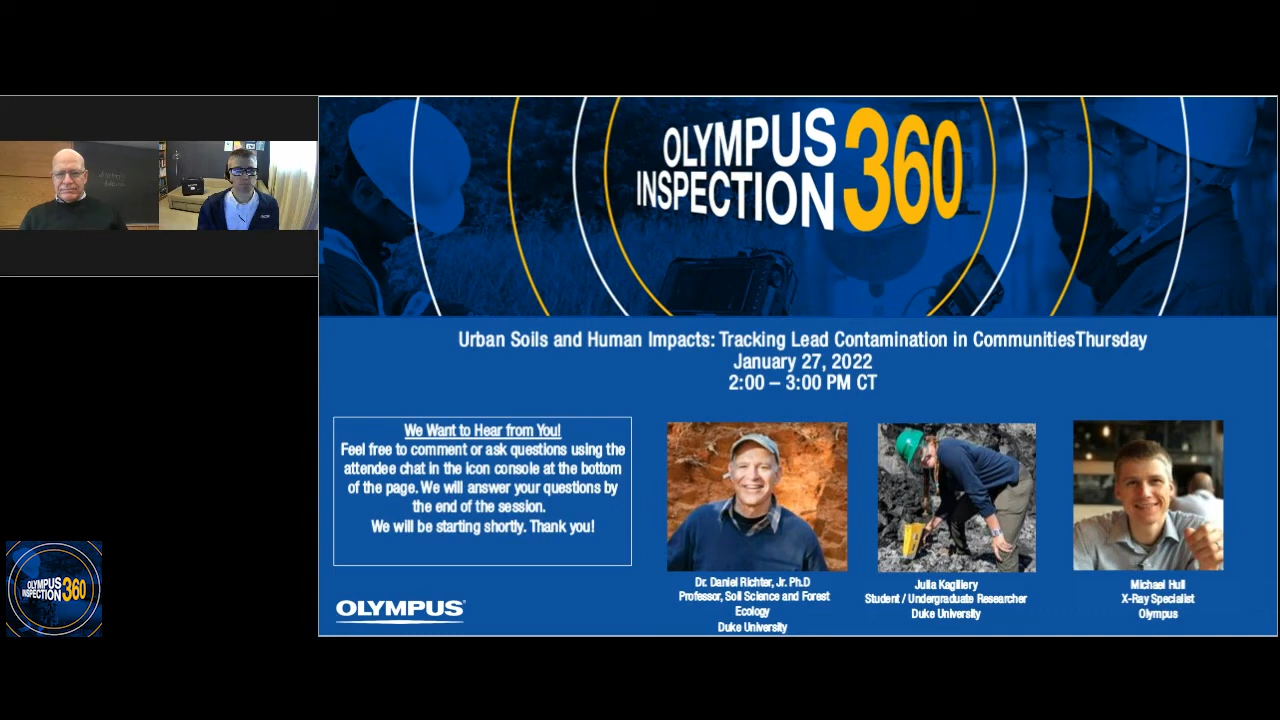 OLYMPUS
INSPECTION 360
Urban Soils and Human Impacts: Tracking Lead Contamination in CommunitiesThursday
January 27, 2022
2:00 – 3:00 PM CT
We Want to Hear from You!
Feel free to comment or ask questions using the
attendee chat in the icon console at the bottom
of the page. We will answer your questions by
the end of the session.
We will be starting shortly. Thank you!
Dr. Daniel Richter, Jr. Ph.D
Professor, Soil Science and Forest
Ecology
Duke University
Julia Kagiliery
Student / Undergraduate Researcher
Duke University
Michael Hull
X-Ray Specialist
Olympus
OLYMPUS®
OLYMPUS
INSPECTION 360